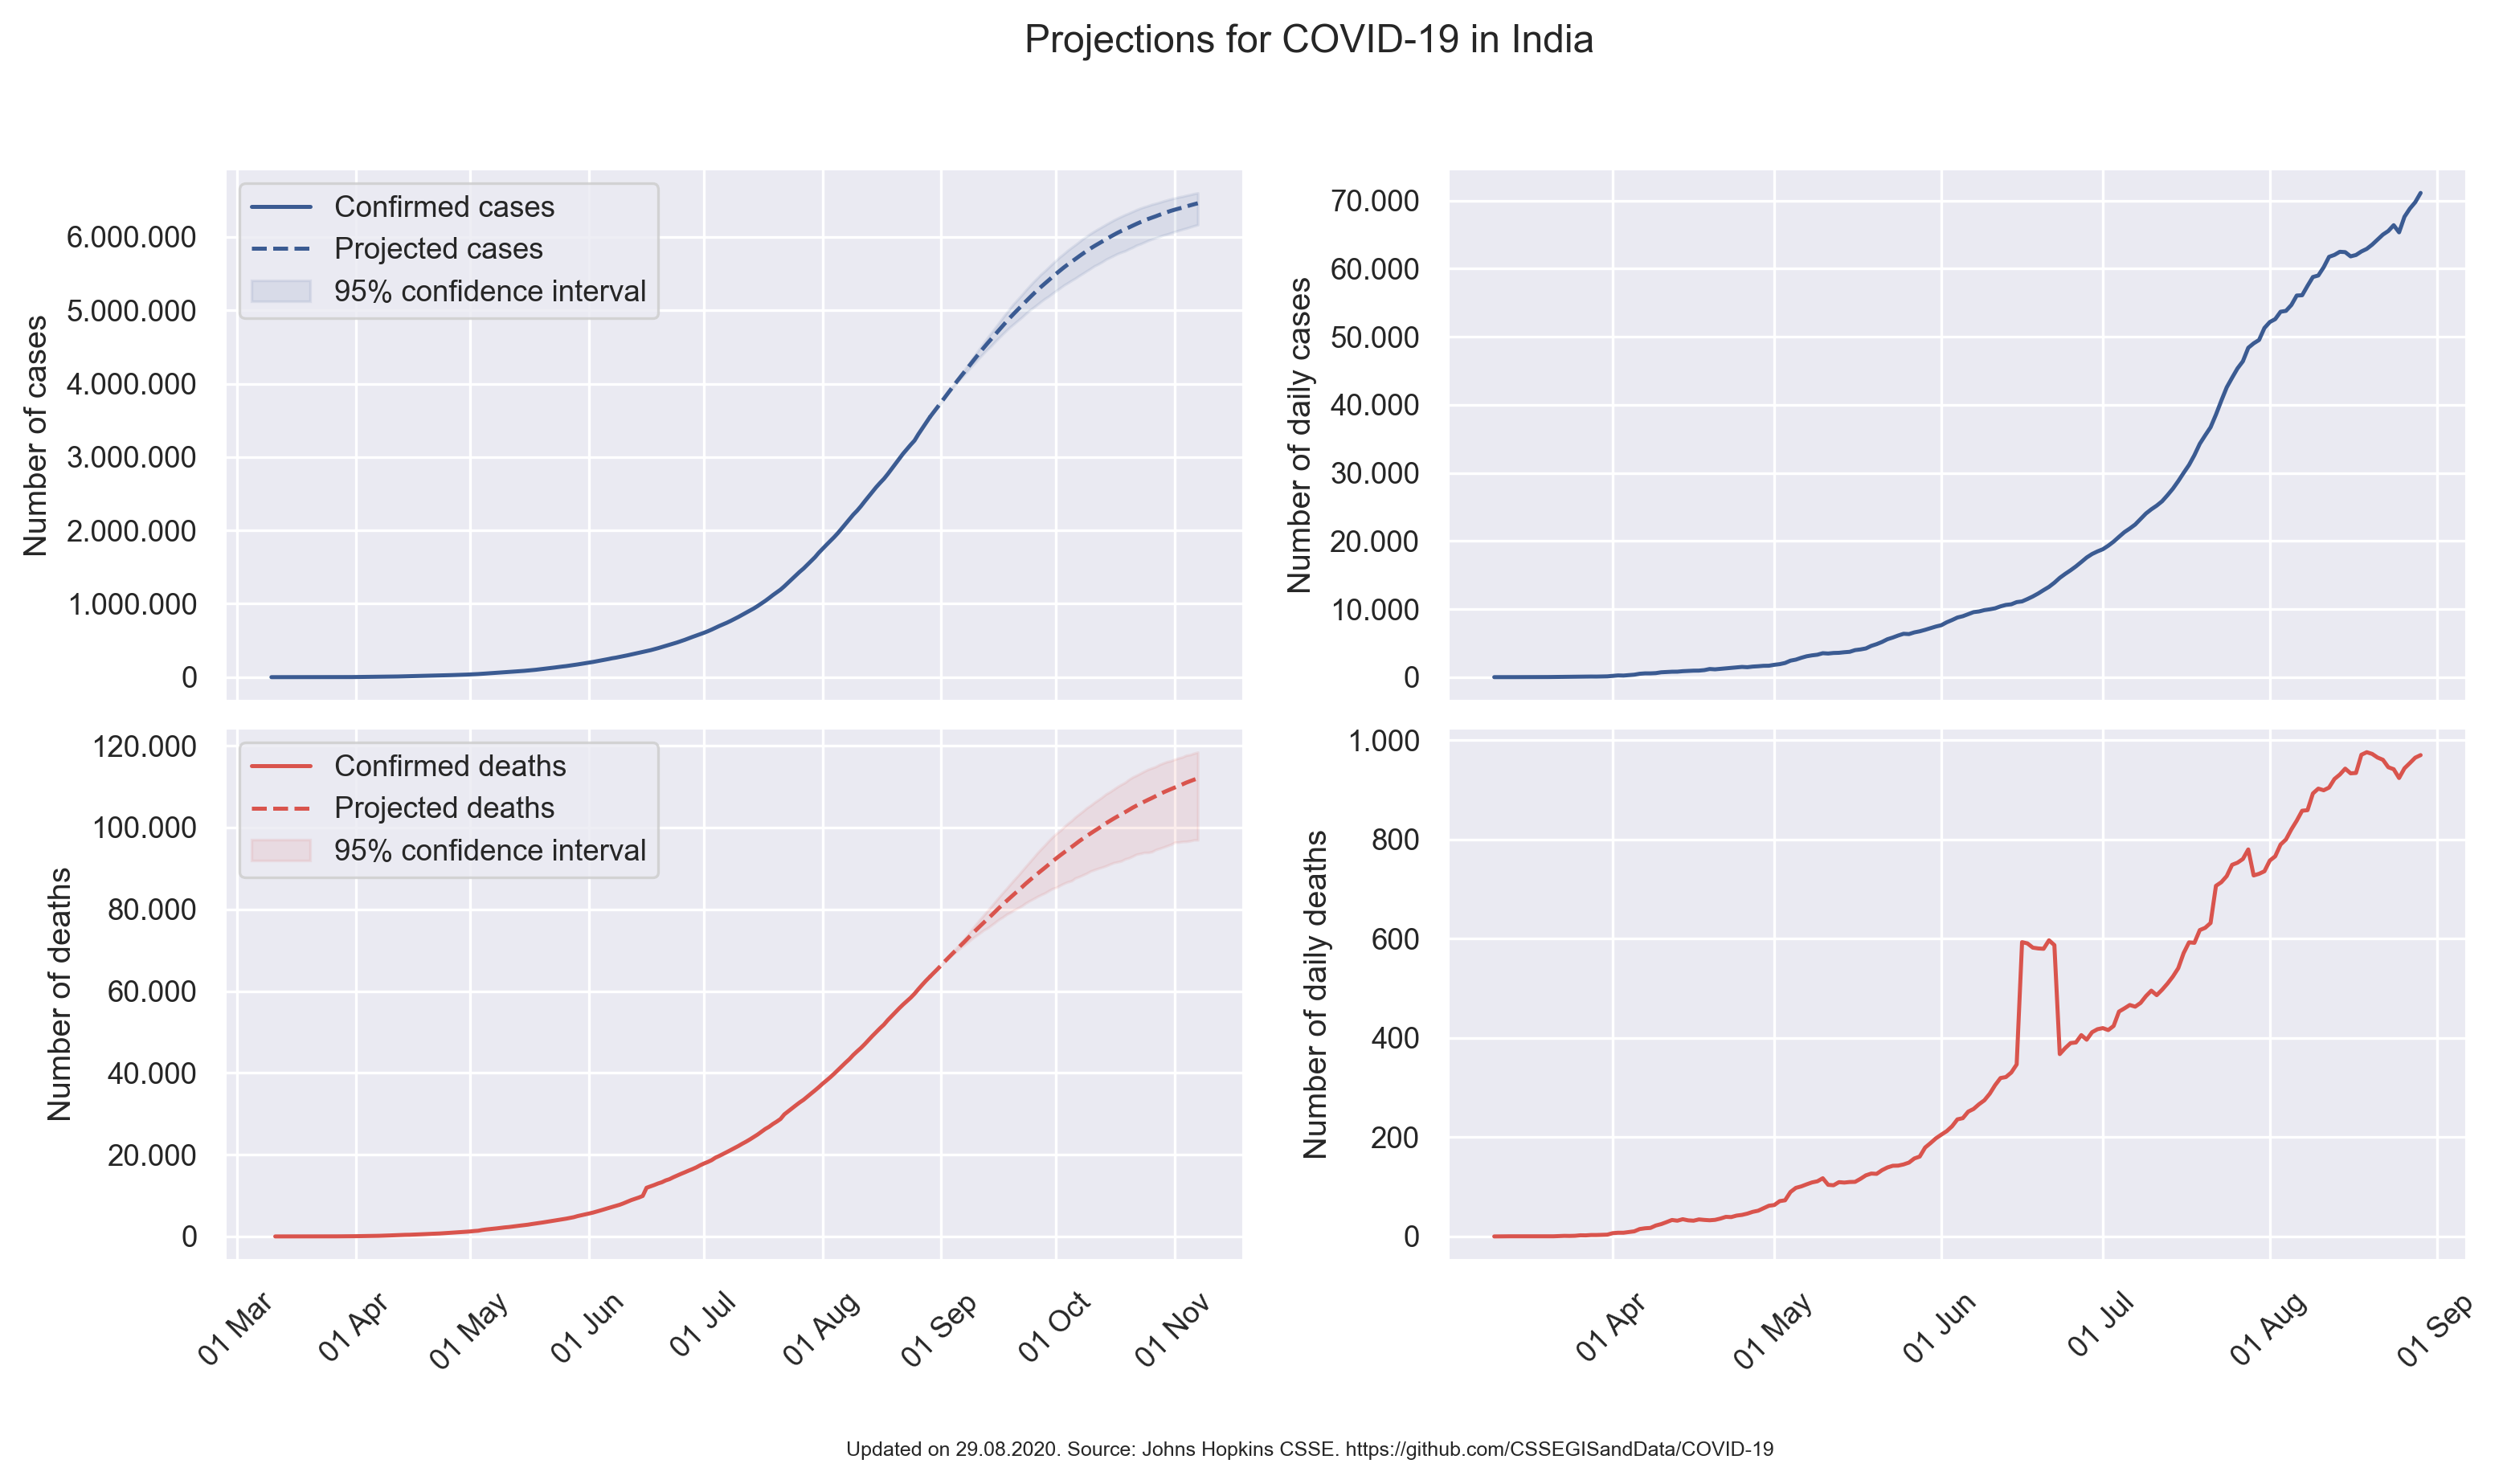 Projections for COVID-19 in India
Number of cases
6.000.000
5.000.000
4.000.000
3.000.000
2.000.000
1.000.000
0
Confirmed cases
Projected cases
95% confidence interval
Number of daily cases
70.000
60.000
50.000
40.000
30.000
20.000
10.000
0
Number of deaths
120.000
100.000
80.000
60.000
40.000
20.000
0
Confirmed deaths
Projected deaths
95% confidence interval
01 Mar
01 Apr
01 May
01 Jun
01 Jul
01 Aug
01 Sep
01 Oct
01 Nov
Number of daily deaths
1.000
800
600
400
200
0
01 Apr
01 May
01 Jun
01 Jul
01 Aug
01 Sep
Updated on 29.08.2020. Source: Johns Hopkins CSSE. https://github.com/CSSEGISandData/COVID-19